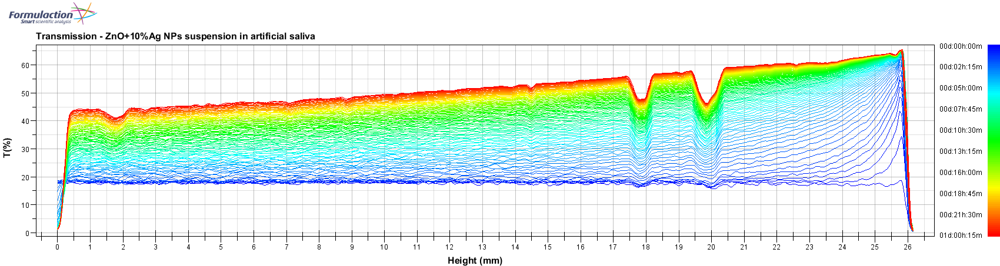 Formulaction
Smart scientific analysis
Transmission - ZnO+10%Ag NPs suspension in artificial saliva
T(%)
60
50
40
30
20
10
0
0 1 2 3 4 5 6 7 8 9 10 11 12 13 14 15 16 17 18 19 20 21 22 23 24 25 26
Height (mm)
00d:00h:00m
00d:02h:15m
00d:05h:00m
00d:07h:45m
00d:10h:30m
00d:13h:15m
00d:16h:00m
00d:18h:45m
00d:21h:30m
01d:00h:15m